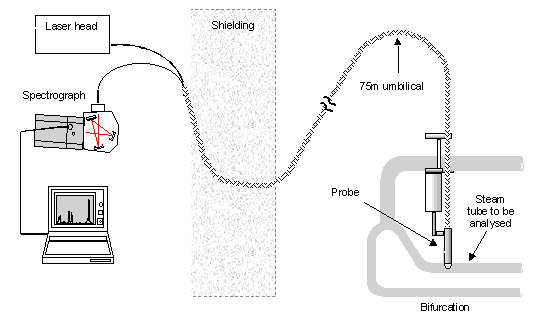 Laser head
Shielding
Spectrograph
75m umbilical
Probe
Steam
tube to be
analysed
Bifurcation